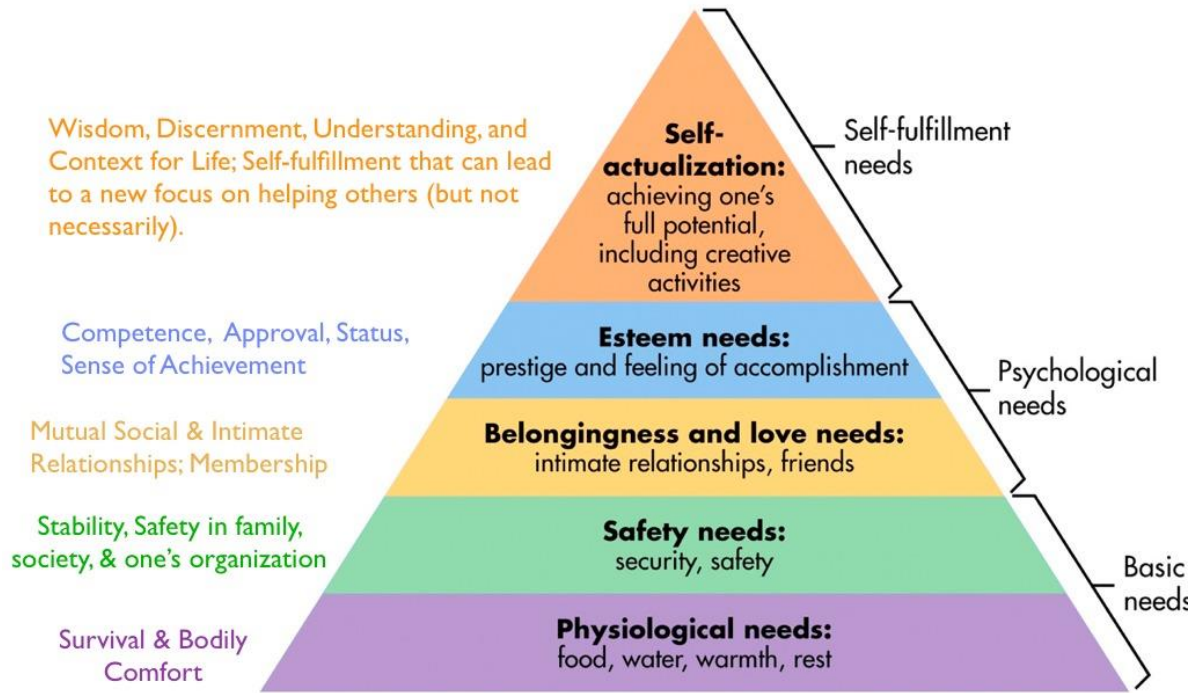 Wisdom, Discernment, Understanding, and
Context for Life; Self-fulfillment that can lead
to a new focus on helping others (but not
necessarily).
Self-
actualization:
achieving one's
full potential,
including creative
activities
Self-fulfillment
needs
Competence, Approval, Status,
Sense of Achievement
Esteem needs:
prestige and feeling of accomplishment
Psychological
needs
Mutual Social & Intimate
Relationships; Membership
Belongingness and love needs:
intimate relationships, friends
Stability, Safety in family,
society, & one's organization
Safety needs:
security, safety
Basic
needs
Survival & Bodily
Comfort
Physiological needs:
food, water, warmth, rest